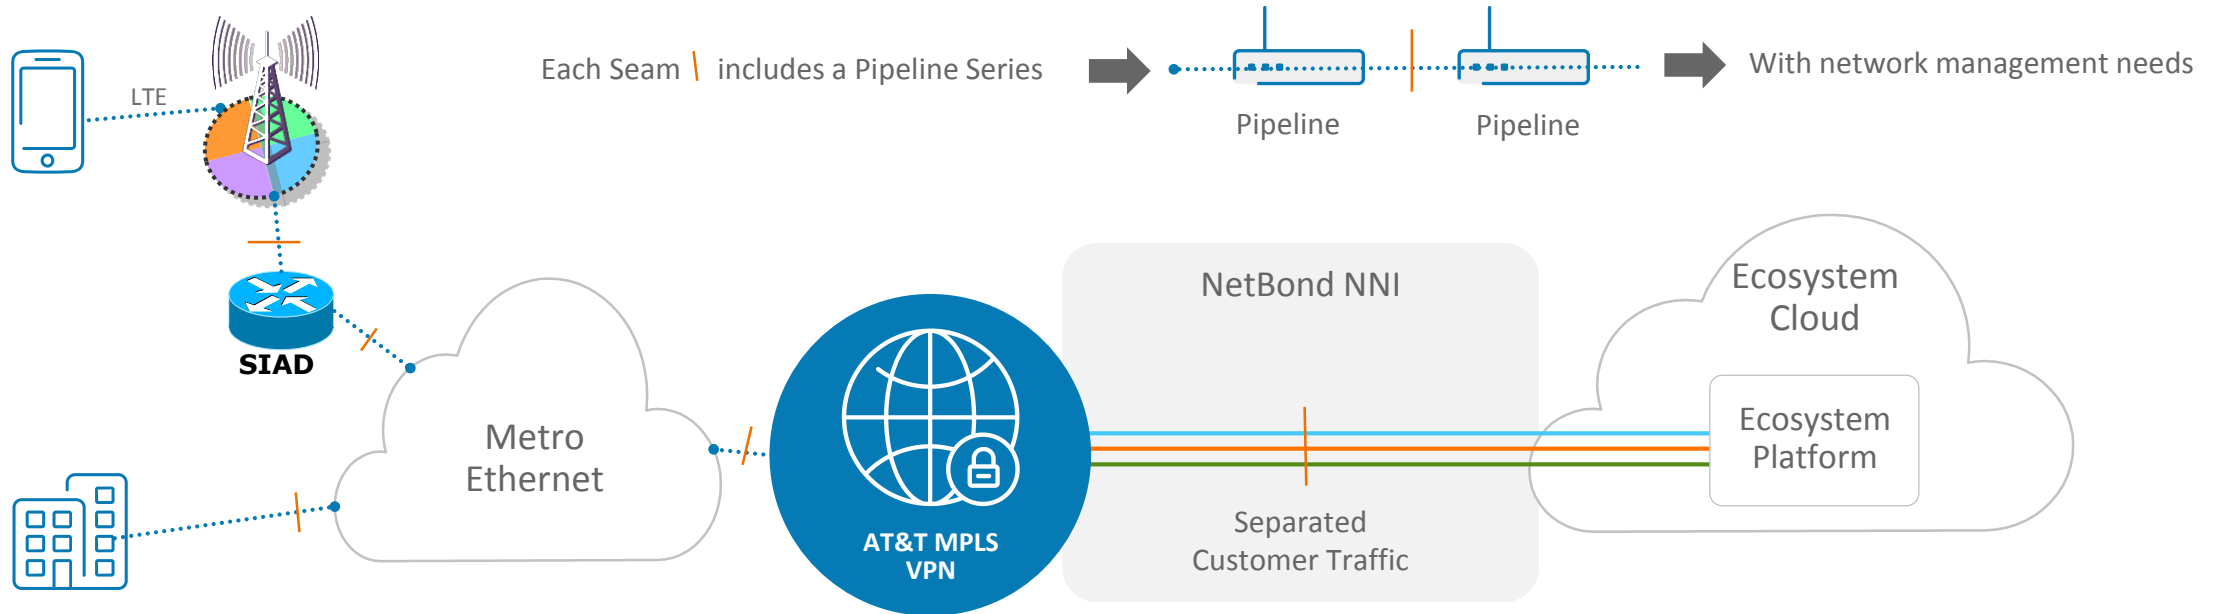 LTE
Each Seam \ includes a Pipeline Series
Pipeline
Pipeline
With network management needs
SIAD
Metro
Ethernet
AT&T MPLS
VPN
NetBond NNI
Separated
Customer Traffic
Ecosystem
Cloud
Ecosystem
Platform